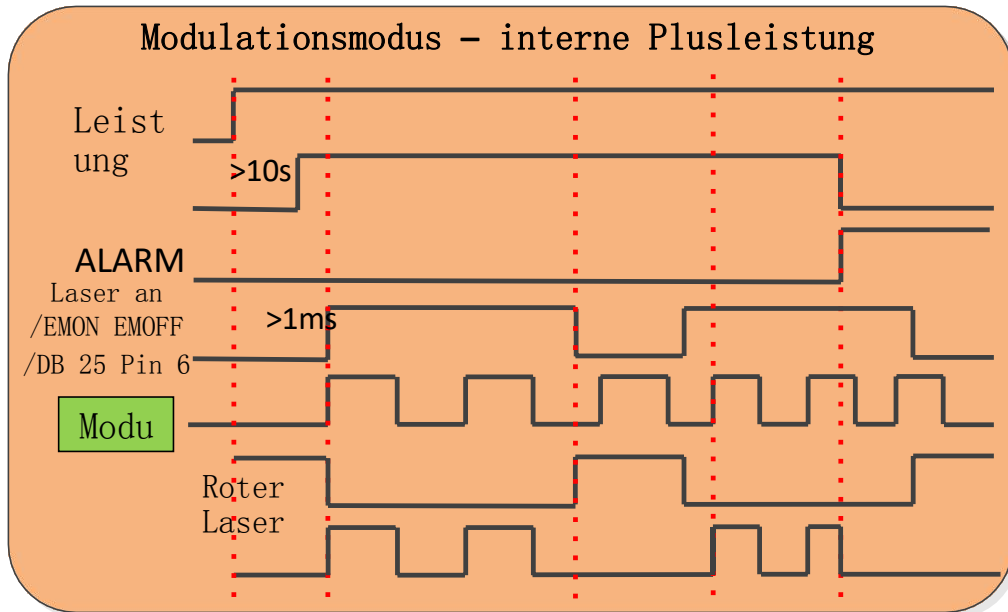 Modulationsmodus – interne Plusleistung
Leist
ung
>10s
ALARM
Laser an
/EMON EMOFF
>1ms
/DB 25 Pin 6
Modu
Roter
Laser